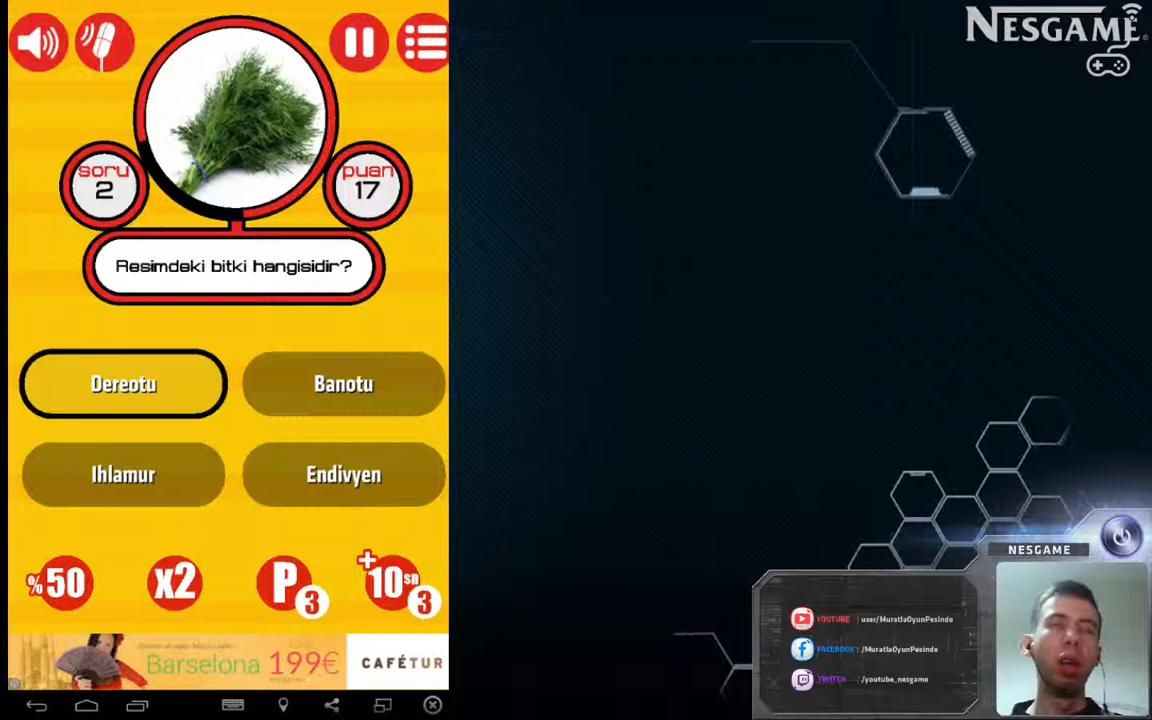 NESGAME
soru
2
puan
17
Resimdeki bitki hangisidir?
Dereotu
Banotu
Ihlamur
Endivyen
%50
x2
P
3
+10sn
3
Barselona 199€
CAFÉTUR
NESGAME
YOUTUBE | user/MuratlaOyunPesinde
FACEBOOK | /MuratlaOyunPesinde
TWITCH | /youtube_nesgame